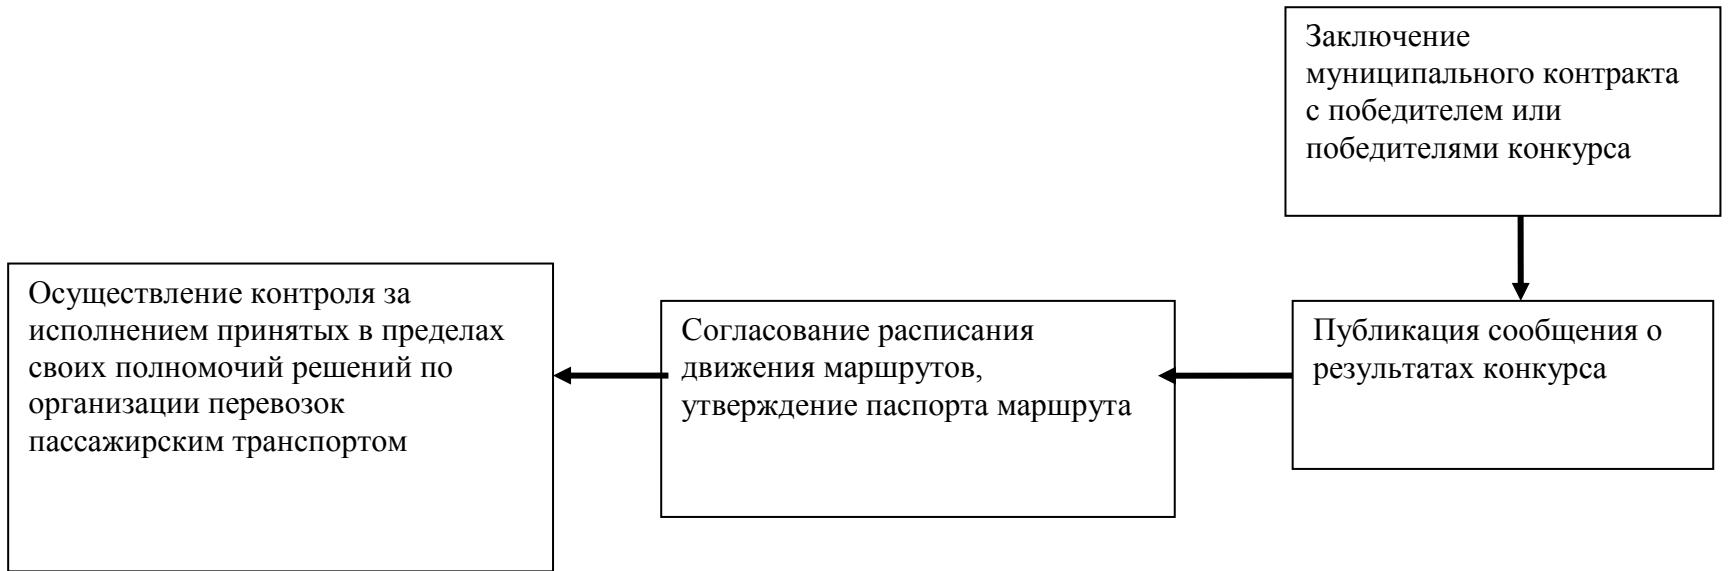 Заключение
муниципального контракта
с победителем или
победителями конкурса
Публикация сообщения о
результатах конкурса
Согласование расписания
движения маршрутов,
утверждение паспорта маршрута
Осуществление контроля за
исполнением принятых в пределах
своих полномочий решений по
организации перевозок
пассажирским транспортом